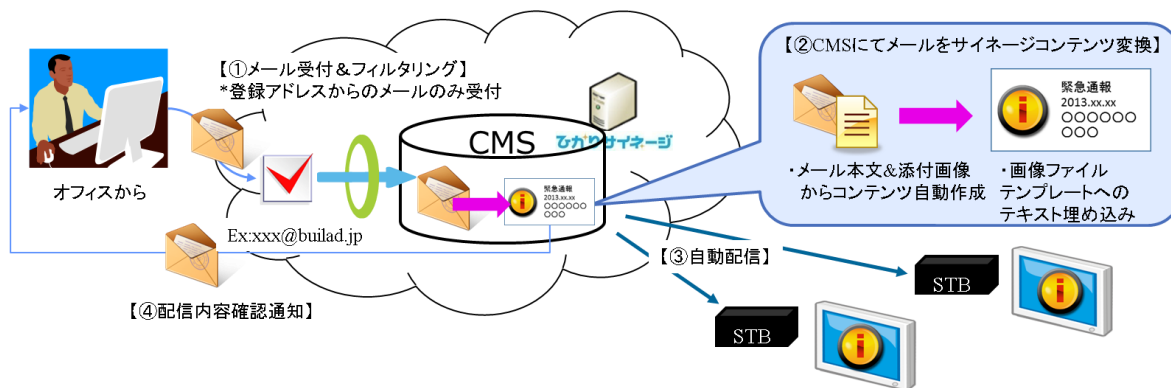 【①メール受付＆フィルタリング】
*登録アドレスからのメールのみ受付
オフィスから
Ex:xxx@builad.jp
【④配信内容確認通知】
CMS
ひかりサイネージ
緊急通報
2013.xx.xx
○○○○○○
○○○
【②CMSにてメールをサイネージコンテンツ変換】
緊急通報
2013.xx.xx
○○○○○○
○○○
・メール本文&添付画像
からコンテンツ自動作成
・画像ファイル
テンプレートへの
テキスト埋め込み
【③自動配信】
STB
STB